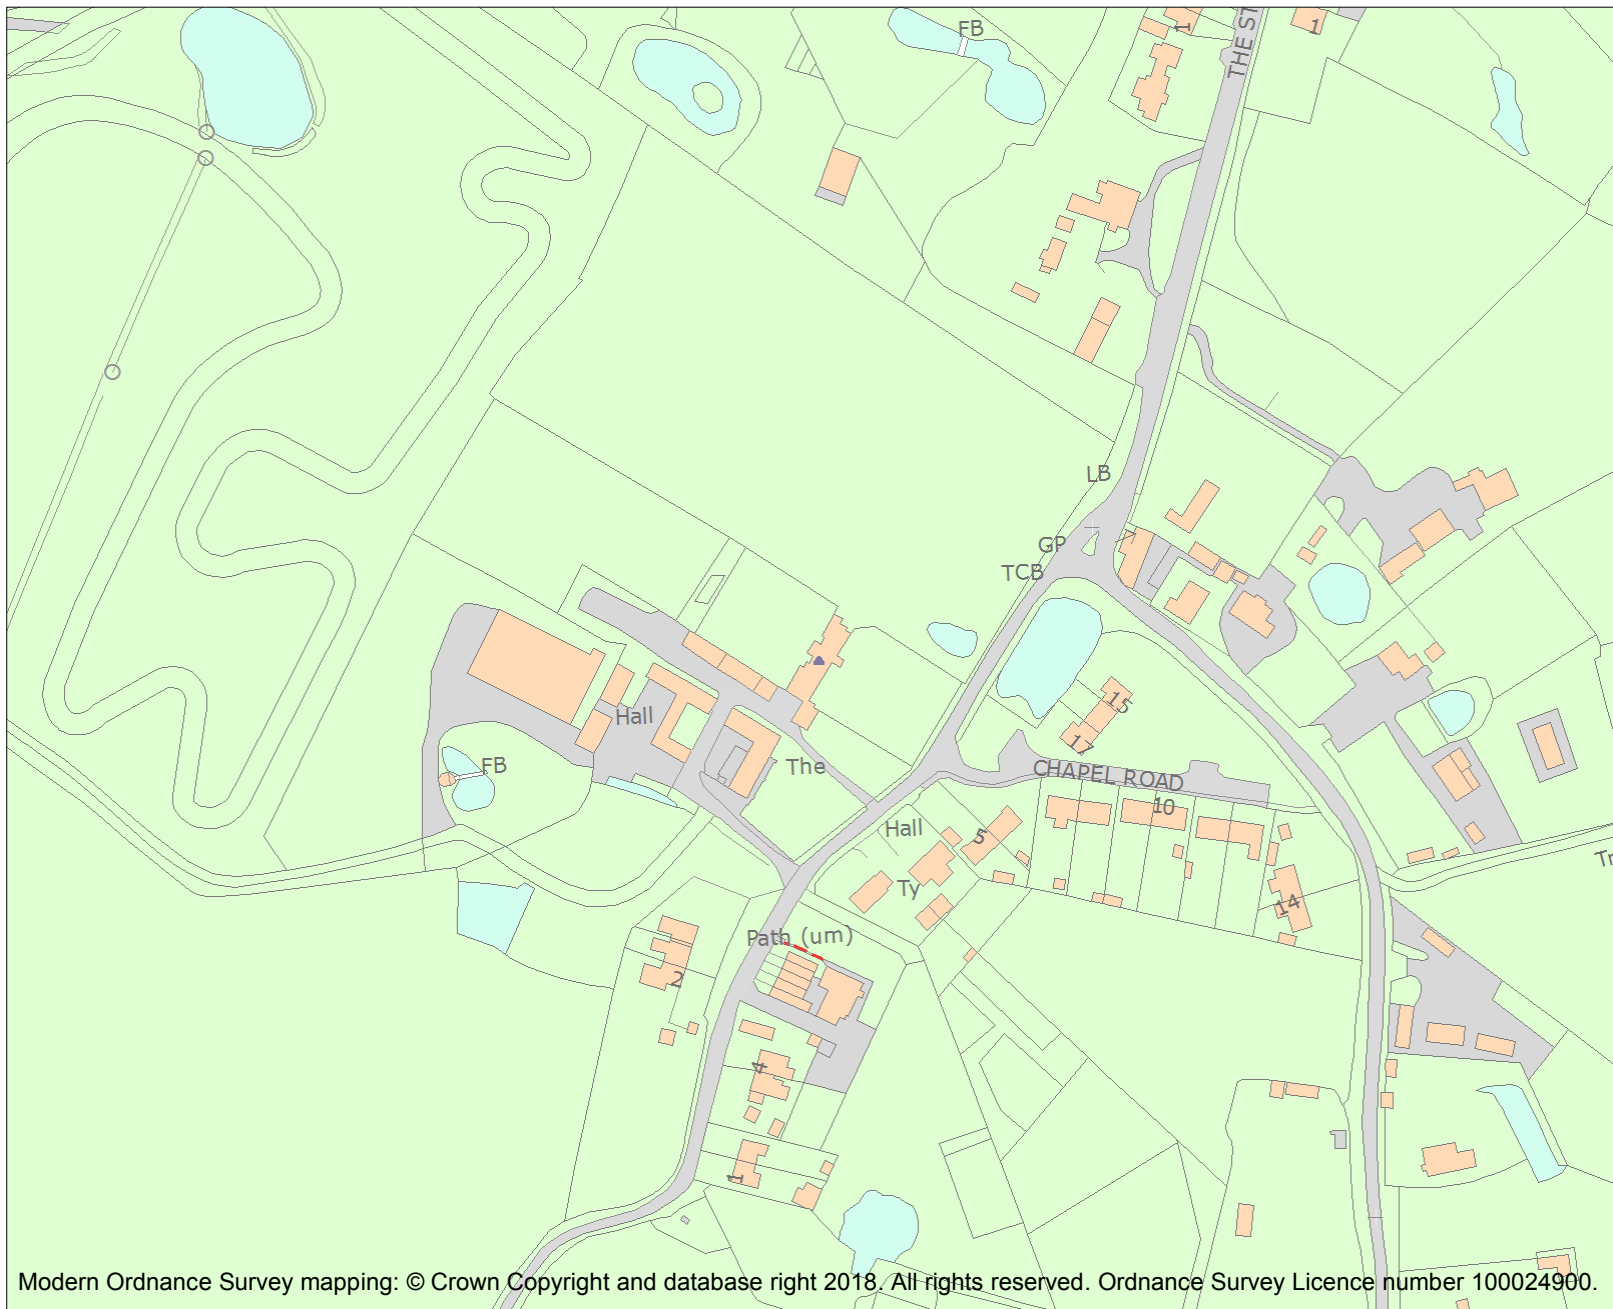 FB
1
THE ST
1
LB
GP
TCB
7
15
17
Hall
FB
The
CHAPEL ROAD
10
Hall
5
Ty
14
Path (um)
2
4
1
Tr
Modern Ordnance Survey mapping: © Crown Copyright and database right 2018. All rights reserved. Ordnance Survey Licence number 100024900.